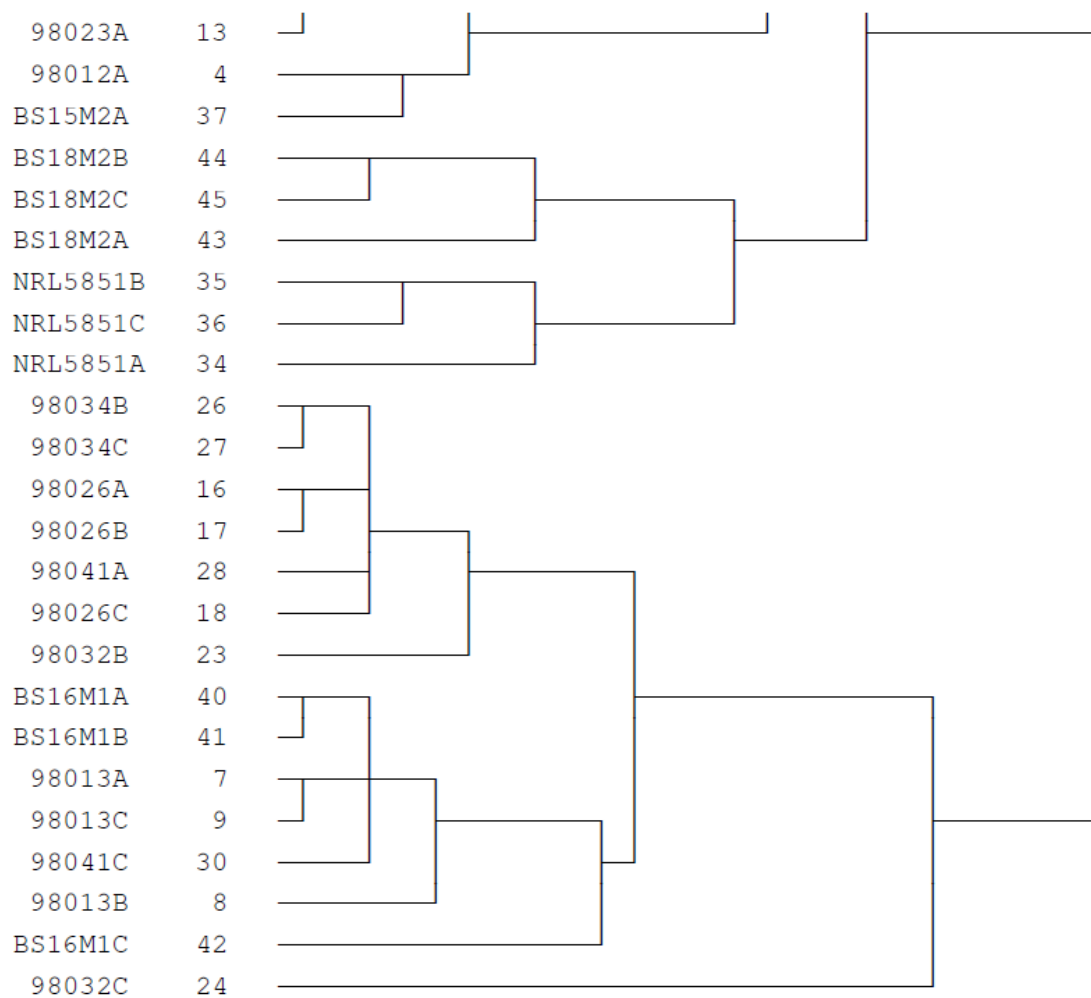 98023A 13
98012A 4
BS15M2A 37
BS18M2B 44
BS18M2C 45
BS18M2A 43
NRL5851B 35
NRL5851C 36
NRL5851A 34
98034B 26
98034C 27
98026A 16
98026B 17
98041A 28
98026C 18
98032B 23
BS16M1A 40
BS16M1B 41
98013A 7
98013C 9
98041C 30
98013B 8
BS16M1C 42
98032C 24